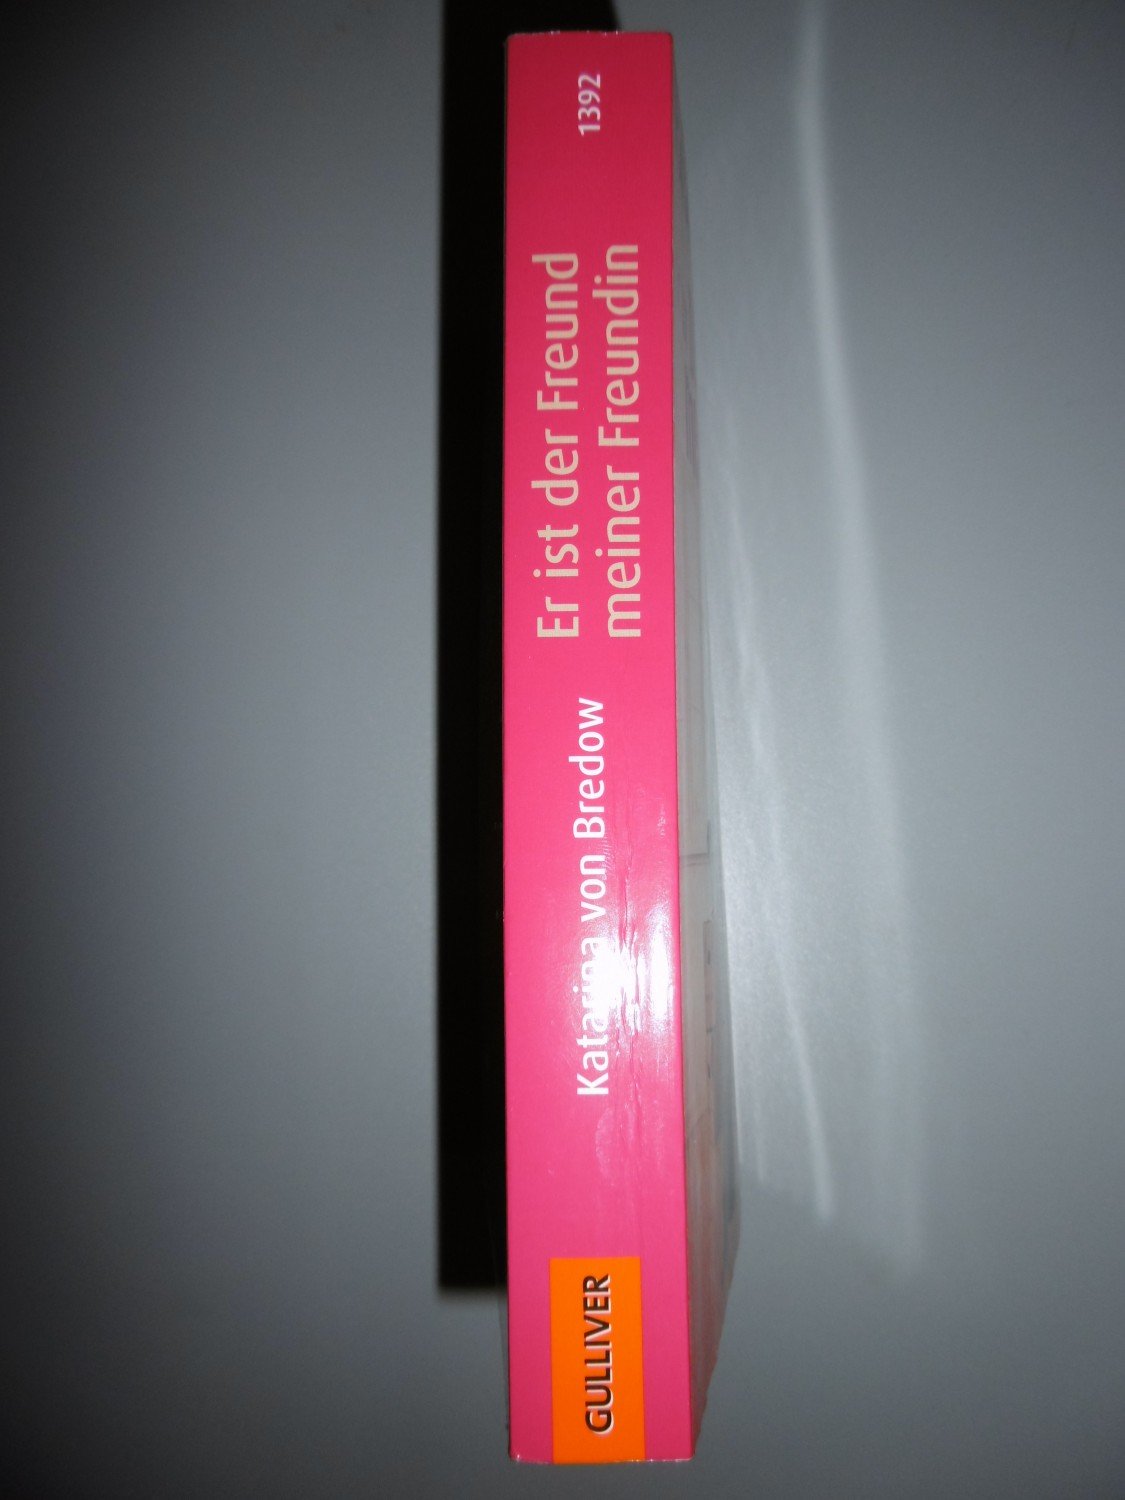 GULLIVER
Katarina von Bredow
Er ist der Freund
meiner Freundin
1392